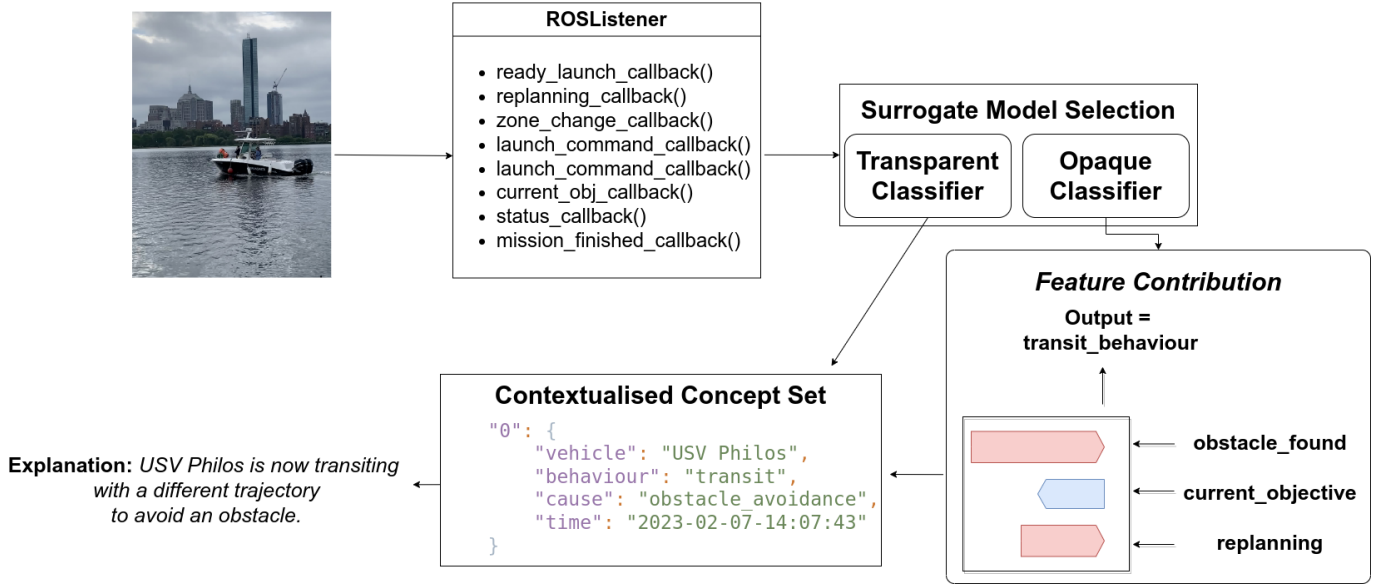 ROSListener
• ready_launch_callback()
• replanning_callback()
• zone_change_callback()
• launch_command_callback()
• launch_command_callback()
• current_obj_callback()
• status_callback()
• mission_finished_callback()
Surrogate Model Selection
Transparent
Classifier
Opaque
Classifier
Feature Contribution
Output =
transit_behaviour
obstacle_found
current_objective
replanning
Contextualised Concept Set
"0": {
"vehicle": "USV Philos",
"behaviour": "transit",
"cause": "obstacle_avoidance",
"time": "2023-02-07-14:07:43"
}
Explanation: USV Philos is now transiting
with a different trajectory
to avoid an obstacle.